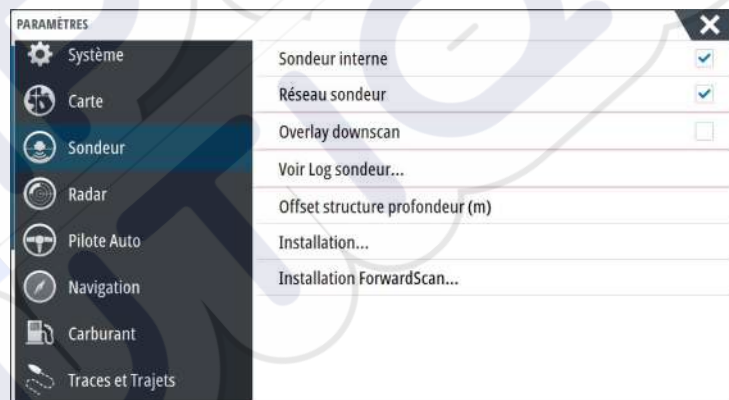 PARAMÈTRES
Système
Carte
Sondeur
Radar
Pilote Auto
Navigation
Carburant
Traces et Trajets
Sondeur interne
Réseau sondeur
Overlay downscan
Voir Log sondeur...
Offset structure profondeur (m)
Installation...
Installation ForwardScan...